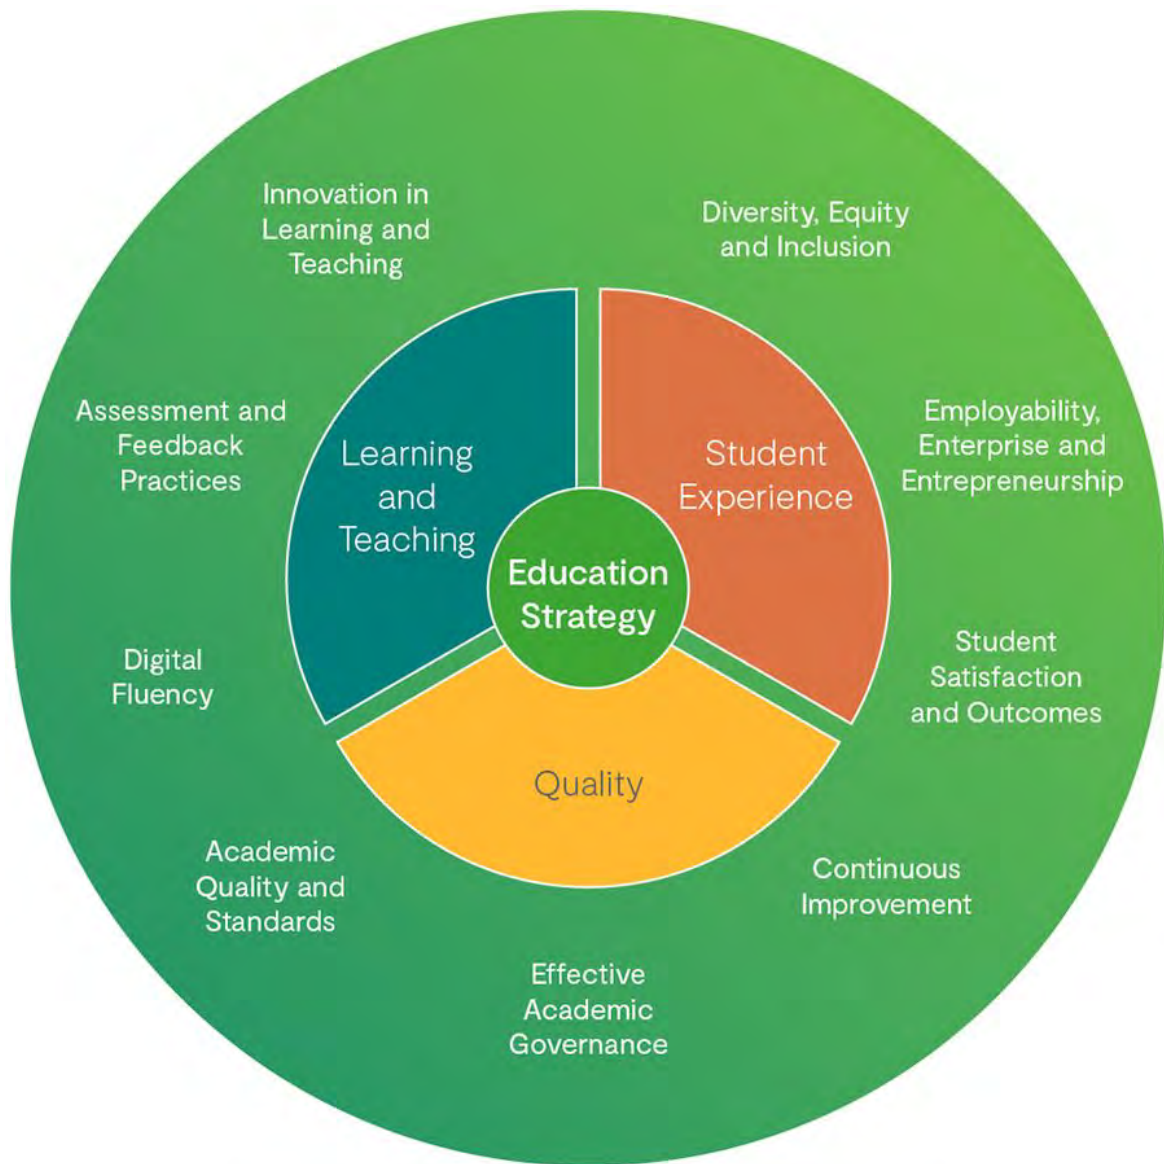 Innovation in
Learning and
Teaching
Diversity, Equity
and Inclusion
Assessment and
Feedback
Practices
Employability,
Enterprise and
Entrepreneurship
Learning
and
Teaching
Student
Experience
Education
Strategy
Digital
Fluency
Student
Satisfaction
and Outcomes
Quality
Academic
Quality and
Standards
Continuous
Improvement
Effective
Academic
Governance